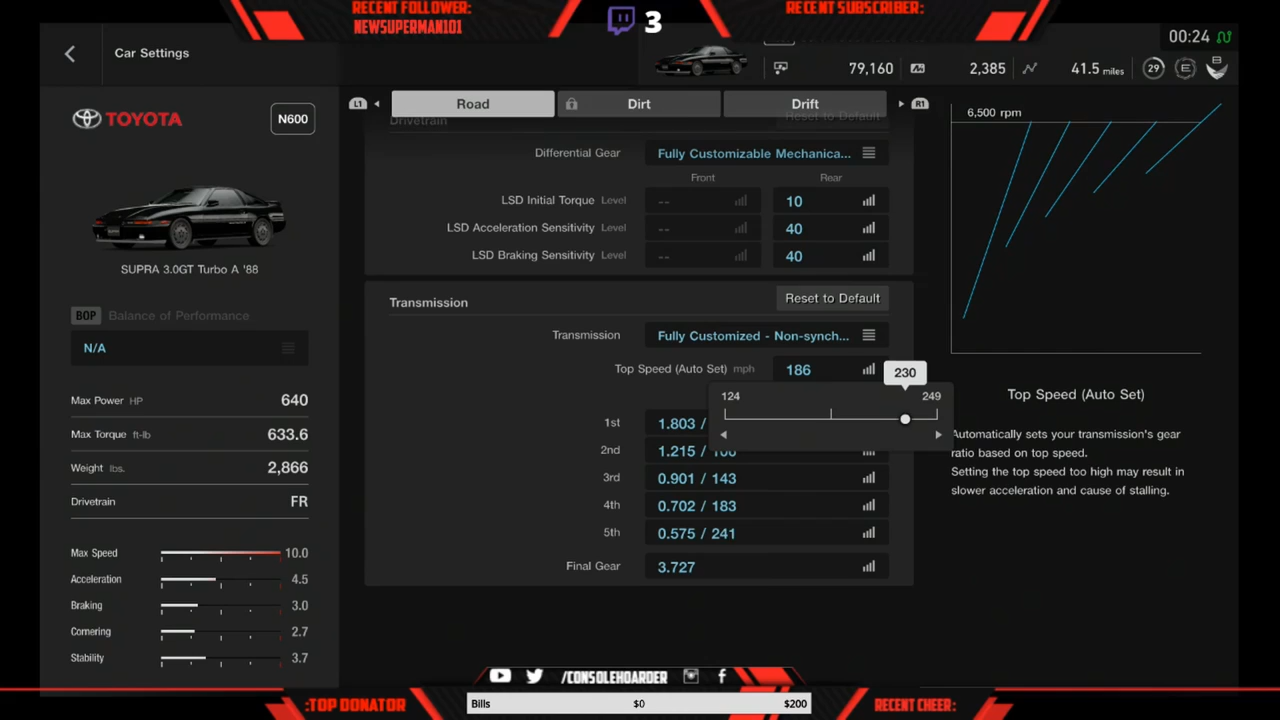 RECENT FOLLOWER:
NEWSUPERMAN101
3
RECENT SUBSCRIBER:
00:24
Car Settings
79,160
2,385
41.5 miles
29
E
B
L1
Road
Dirt
Drift
R1
TOYOTA
N600
SUPRA 3.0GT Turbo A '88
BOP Balance of Performance
N/A
Max Power HP 640
Max Torque ft-lb 633.6
Weight lbs. 2,866
Drivetrain FR
Max Speed 10.0
Acceleration 4.5
Braking 3.0
Cornering 2.7
Stability 3.7
Drivetrain
Reset to Default
Differential Gear Fully Customizable Mechanica...
Front Rear
LSD Initial Torque Level -- 10
LSD Acceleration Sensitivity Level -- 40
LSD Braking Sensitivity Level -- 40
Transmission Reset to Default
Transmission Fully Customized - Non-synch...
Top Speed (Auto Set) mph 186
230
124 249
1st 1.803 /
2nd 1.215 / 100
3rd 0.901 / 143
4th 0.702 / 183
5th 0.575 / 241
Final Gear 3.727
6,500 rpm
Top Speed (Auto Set)
Automatically sets your transmission's gear
ratio based on top speed.
Setting the top speed too high may result in
slower acceleration and cause of stalling.
/CONSOLEHOARDER
:TOP DONATOR
Bills $0 $200
RECENT CHEER: